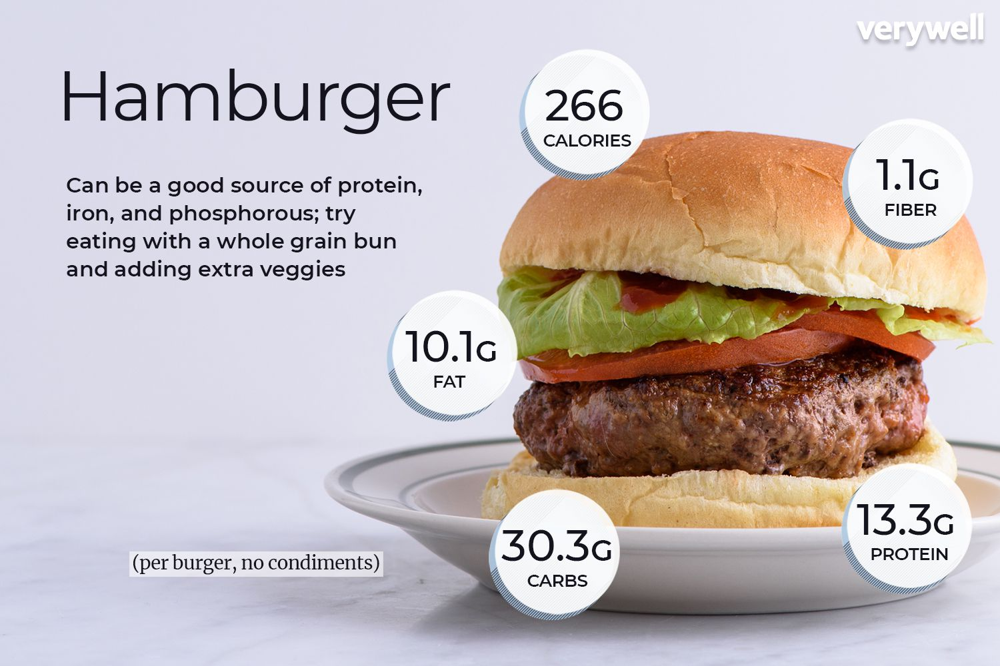 verywell
Hamburger
Can be a good source of protein,
iron, and phosphorous; try
eating with a whole grain bun
and adding extra veggies
266
CALORIES
1.1G
FIBER
10.1G
FAT
30.3G
CARBS
13.3G
PROTEIN
(per burger, no condiments)